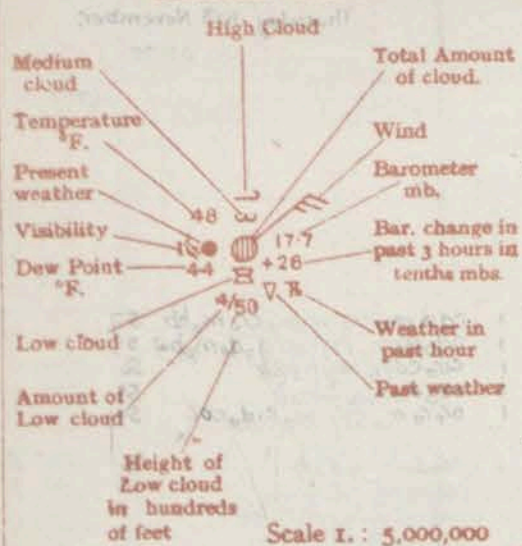 High Cloud
Medium
cloud
Total Amount
of cloud.
Temperature
°F.
Wind
Present
weather
Barometer
mb.
Visibility
Bar. change in
past 3 hours in
tenths mbs.
Dew Point
°F.
48
17.7
44
+26
4/50
Low cloud
Weather in
past hour
Amount of
Low cloud
Past weather
Height of
Low cloud
in hundreds
of feet
Scale 1. : 5,000,000